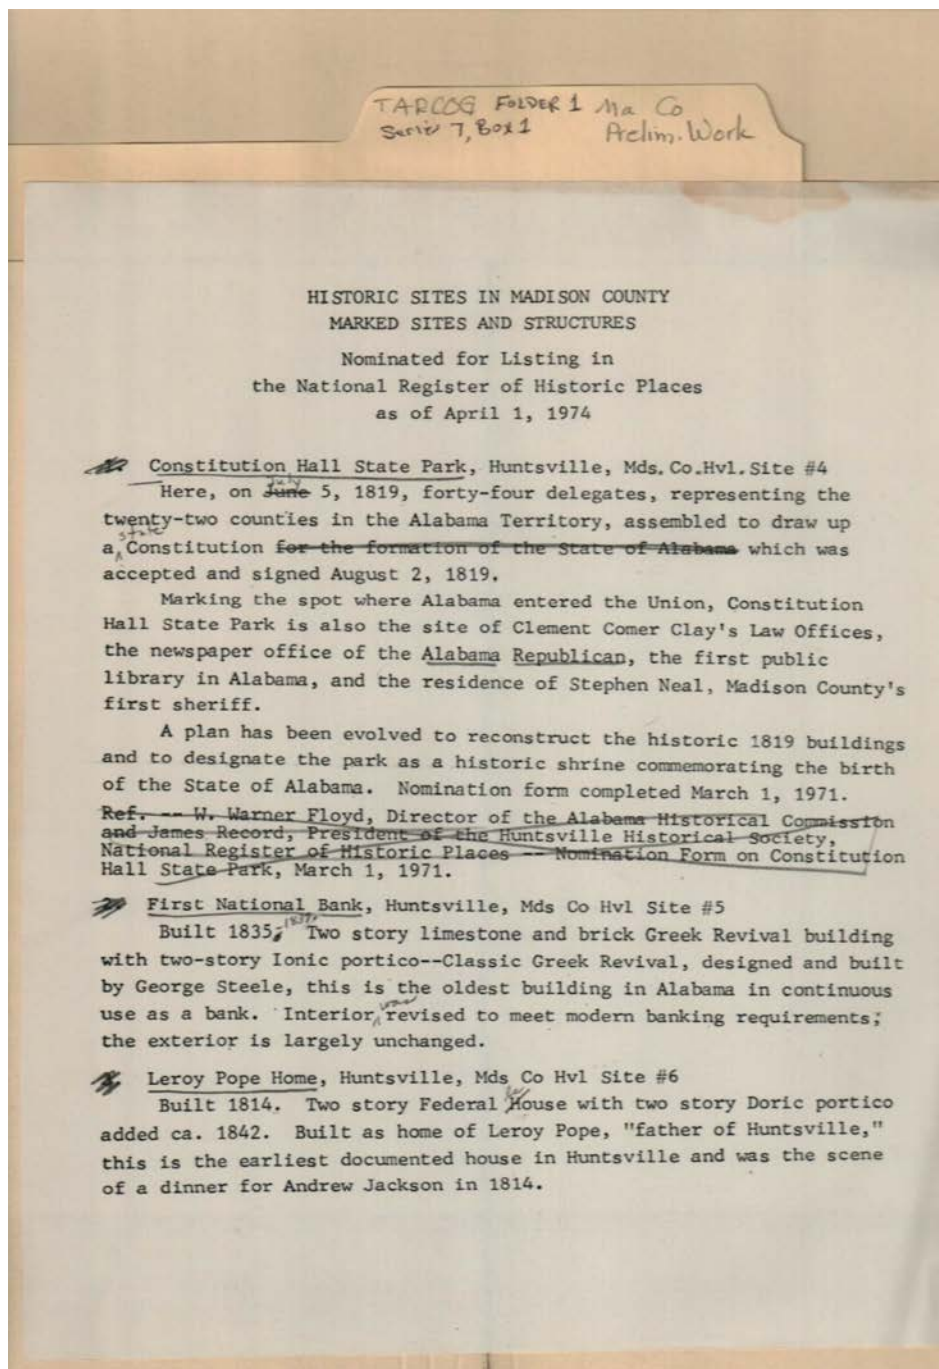 TARCOG FOLDER 1 Ma Co
Series 7, Box 1 Prelim. Work
HISTORIC SITES IN MADISON COUNTY
MARKED SITES AND STRUCTURES
Nominated for Listing in
the National Register of Historic Places
as of April 1, 1974
Constitution Hall State Park, Huntsville, Mds. Co.Hvl.Site #4
July
Here, on June 5, 1819, forty-four delegates, representing the
twenty-two counties in the Alabama Territory, assembled to draw up
state
a Constitution for the formation of the State of Alabama which was
accepted and signed August 2, 1819.
Marking the spot where Alabama entered the Union, Constitution
Hall State Park is also the site of Clement Comer Clay's Law Offices,
the newspaper office of the Alabama Republican, the first public
library in Alabama, and the residence of Stephen Neal, Madison County's
first sheriff.
A plan has been evolved to reconstruct the historic 1819 buildings
and to designate the park as a historic shrine commemorating the birth
of the State of Alabama. Nomination form completed March 1, 1971.
Ref. -- W. Warner Floyd, Director of the Alabama Historical Commission
and James Record, President of the Huntsville Historical Society,
National Register of Historic Places -- Nomination Form on Constitution
Hall State Park, March 1, 1971.
First National Bank, Huntsville, Mds Co Hvl Site #5
Built 1835; -1837. Two story limestone and brick Greek Revival building
with two-story Ionic portico--Classic Greek Revival, designed and built
by George Steele, this is the oldest building in Alabama in continuous
was
use as a bank. Interior revised to meet modern banking requirements;
the exterior is largely unchanged.
Leroy Pope Home, Huntsville, Mds Co Hvl Site #6
Built 1814. Two story Federal House with two story Doric portico
added ca. 1842. Built as home of Leroy Pope, "father of Huntsville,"
this is the earliest documented house in Huntsville and was the scene
of a dinner for Andrew Jackson in 1814.